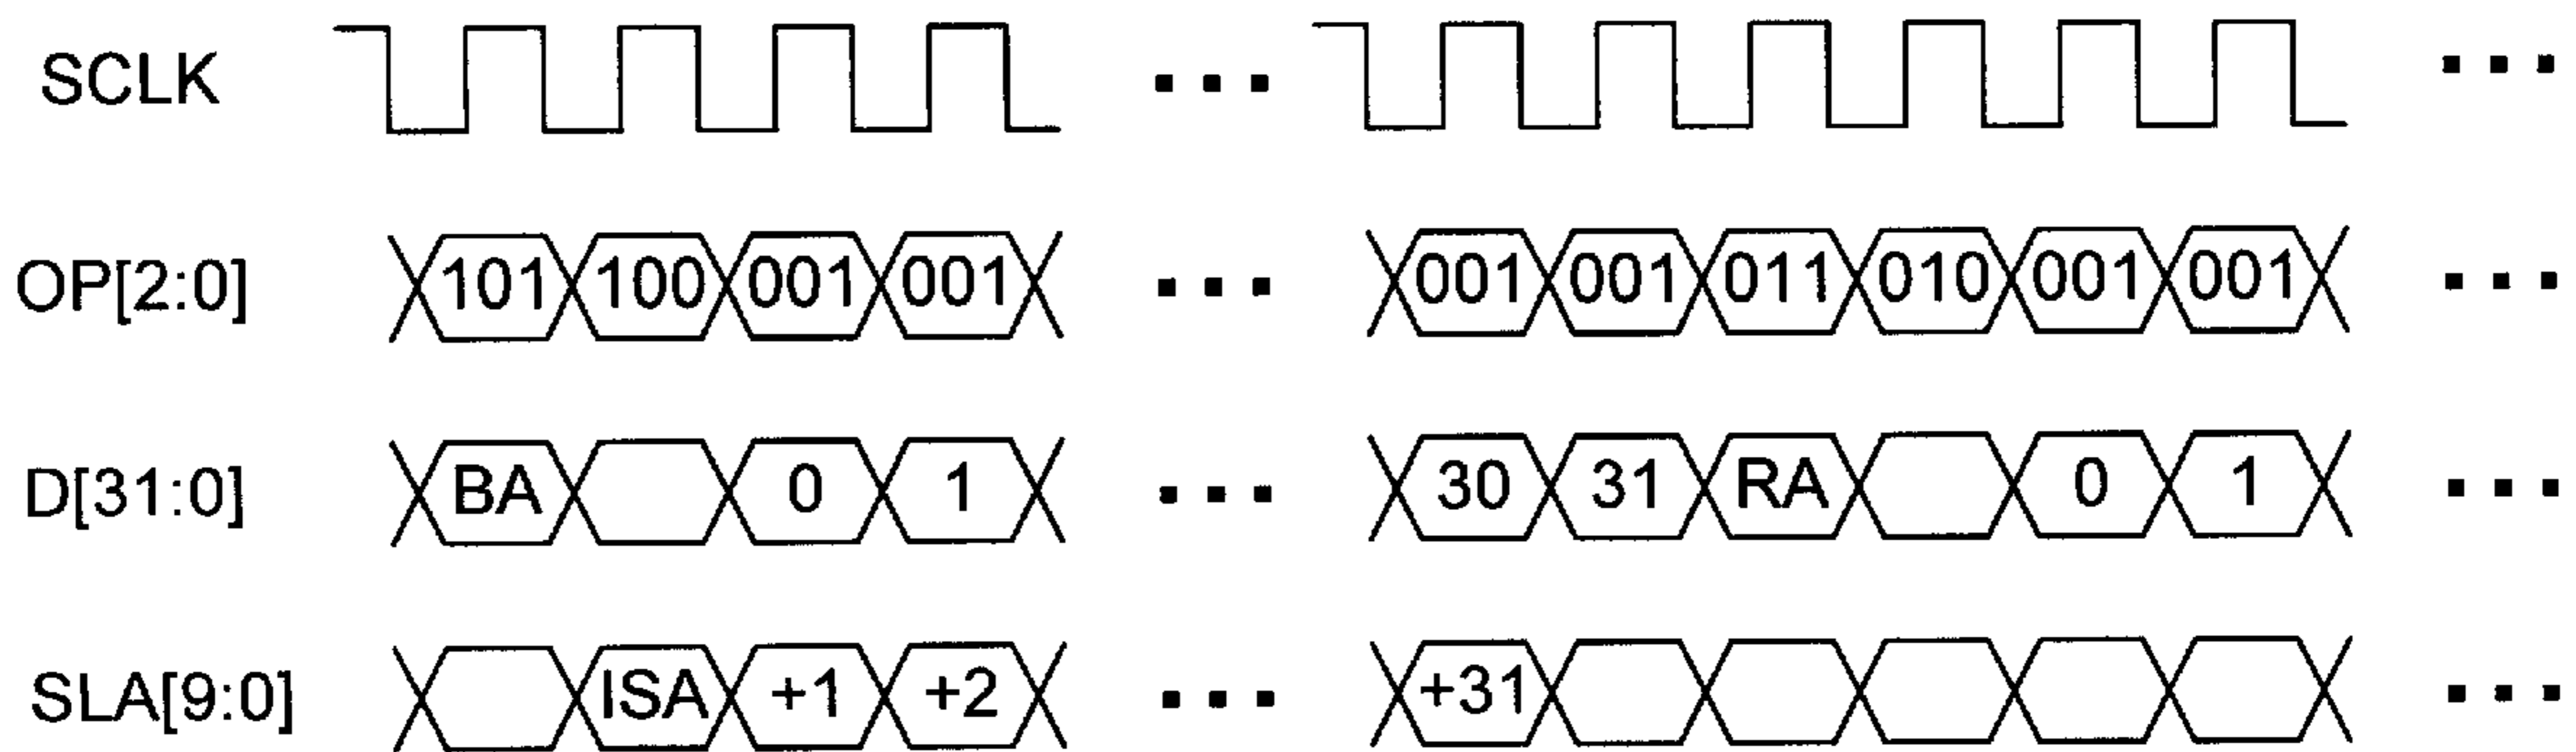 SCLK ... ...
OP[2:0] 101 100 001 001 ... 001 001 011 010 001 001 ...
D[31:0] BA 0 1 ... 30 31 RA 0 1 ...
SLA[9:0] ISA +1 +2 ... +31 ...